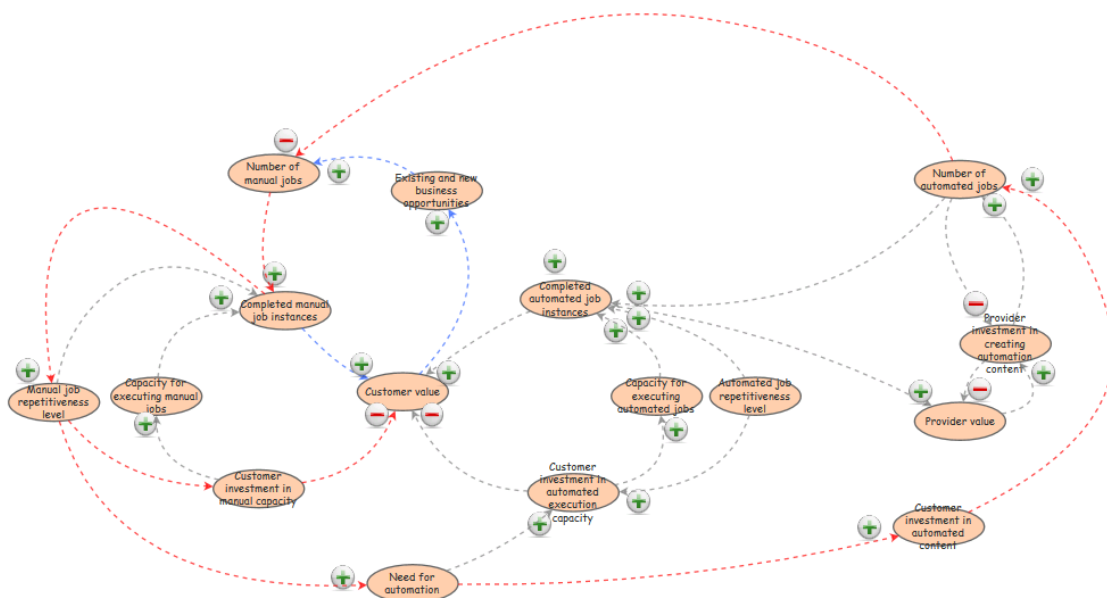 Number of
manual jobs
Existing and new
business
opportunities
Number of
automated jobs
Completed manual
job instances
Completed
automated job
instances
Provider
investment in
creating
automation
content
Manual job
repetitiveness
level
Capacity for
executing manual
jobs
Customer value
Capacity for
executing
automated jobs
Automated job
repetitiveness
level
Provider value
Customer
investment in
manual capacity
Customer
investment in
automated
execution
capacity
Customer
investment in
automated
content
Need for
automation